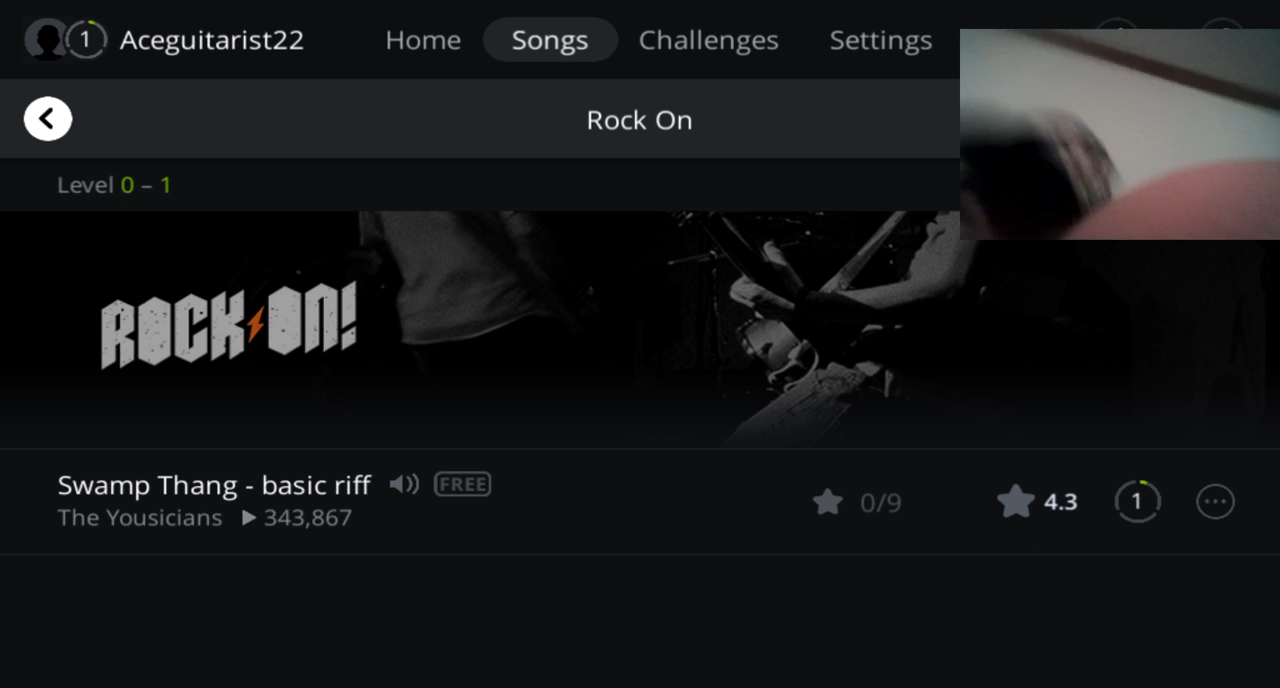 1 Aceguitarist22 Home Songs Challenges Settings
Rock On
Level 0 – 1
ROCK ON!
Swamp Thang - basic riff FREE
The Yousicians 343,867
0/9 4.3 1